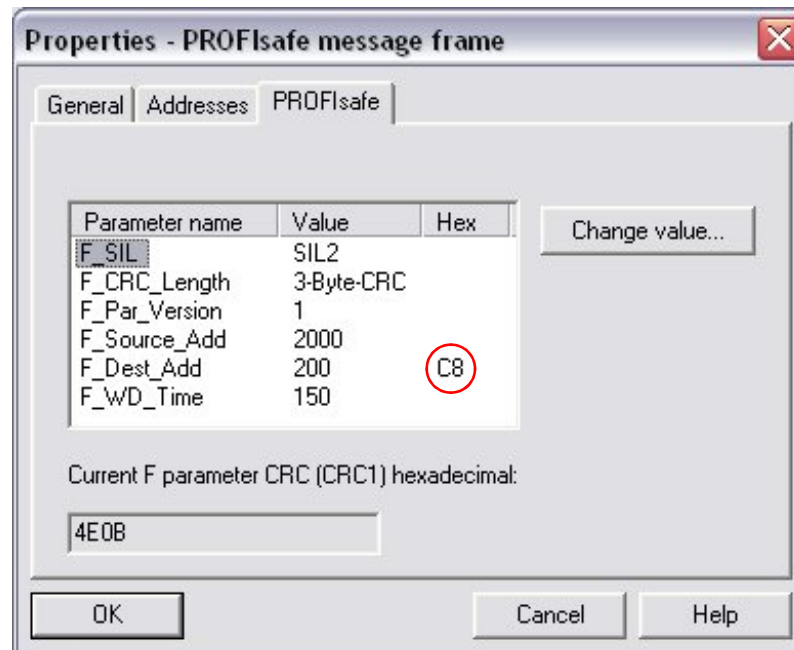 Properties - PROFIsafe message frame
General Addresses PROFIsafe
Parameter name Value Hex
Change value...
F_SIL SIL2
F_CRC_Length 3-Byte-CRC
F_Par_Version 1
F_Source_Add 2000
F_Dest_Add 200 C8
F_WD_Time 150
Current F parameter CRC (CRC1) hexadecimal:
4E0B
OK Cancel Help